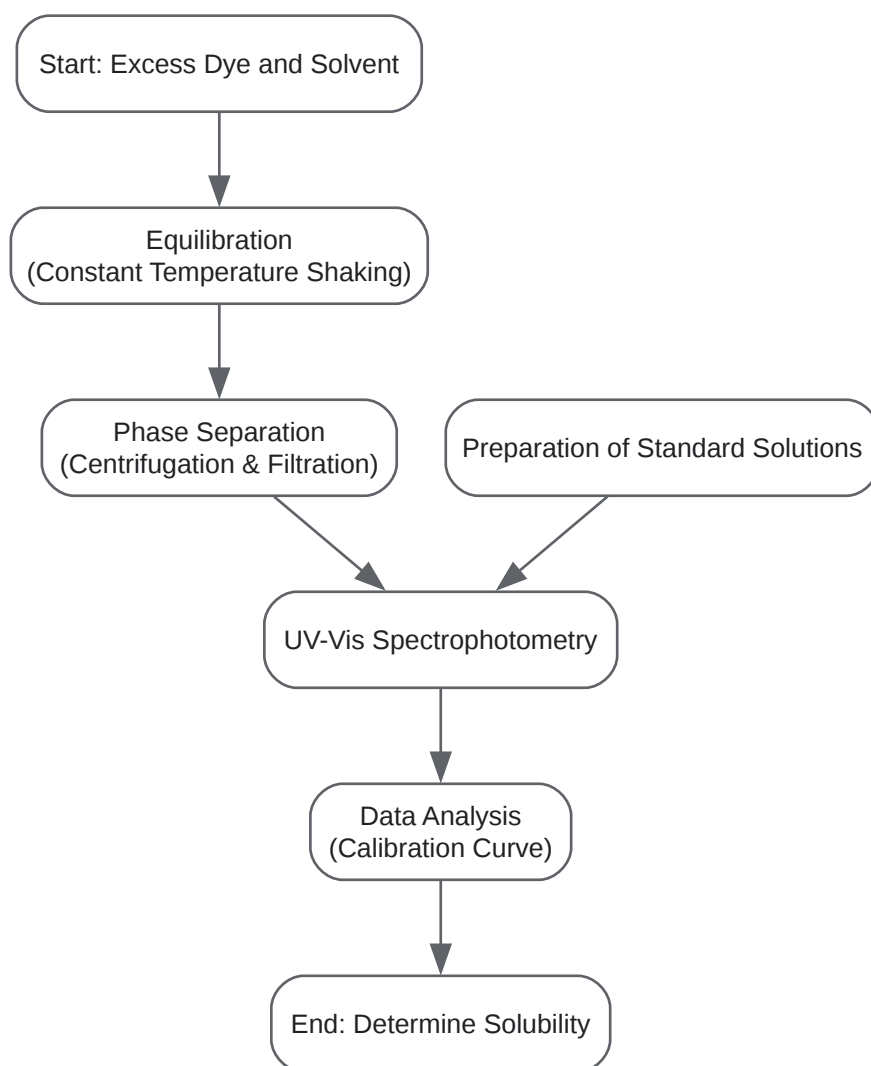 Start: Excess Dye and Solvent
Equilibration
(Constant Temperature Shaking)
Phase Separation
(Centrifugation & Filtration)
Preparation of Standard Solutions
UV-Vis Spectrophotometry
Data Analysis
(Calibration Curve)
End: Determine Solubility